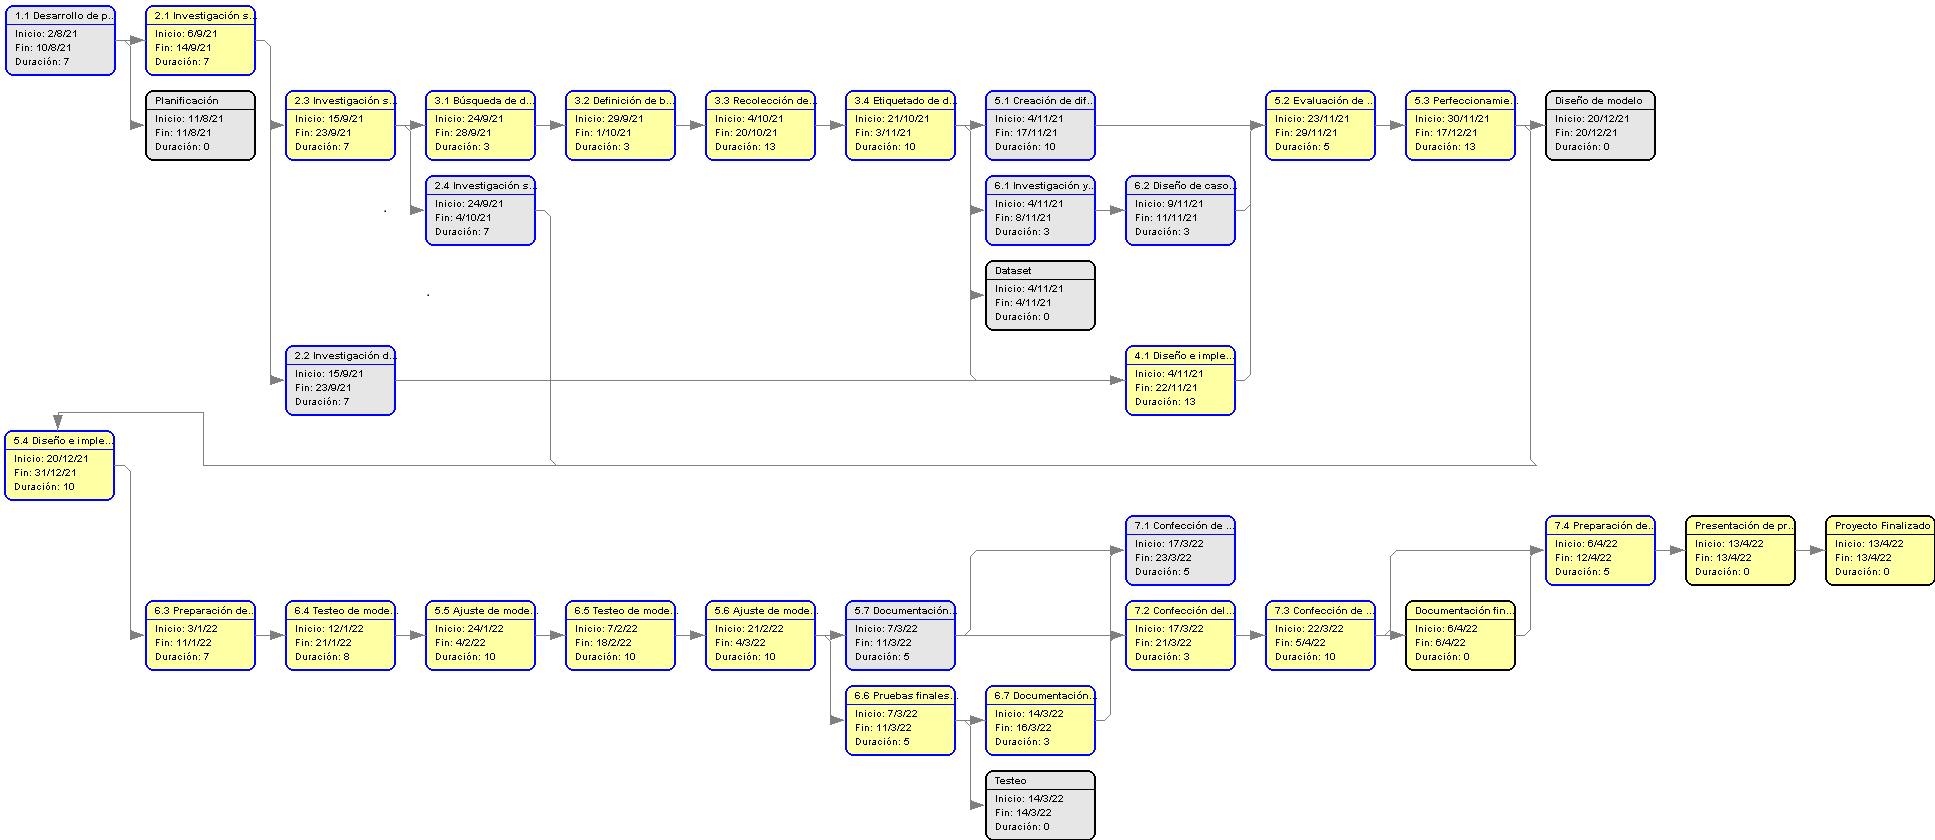 1.1 Desarrollo de p...
Inicio: 2/8/21
Fin: 10/8/21
Duración: 7
2.1 Investigación s...
Inicio: 6/9/21
Fin: 14/9/21
Duración: 7
Planificación
Inicio: 11/8/21
Fin: 11/8/21
Duración: 0
2.3 Investigación s...
Inicio: 15/9/21
Fin: 23/9/21
Duración: 7
3.1 Búsqueda de d...
Inicio: 24/9/21
Fin: 28/9/21
Duración: 3
3.2 Definición de b...
Inicio: 29/9/21
Fin: 1/10/21
Duración: 3
3.3 Recolección de...
Inicio: 4/10/21
Fin: 20/10/21
Duración: 13
3.4 Etiquetado de d...
Inicio: 21/10/21
Fin: 3/11/21
Duración: 10
5.1 Creación de dif...
Inicio: 4/11/21
Fin: 17/11/21
Duración: 10
5.2 Evaluación de ...
Inicio: 23/11/21
Fin: 29/11/21
Duración: 5
5.3 Perfeccionamie...
Inicio: 30/11/21
Fin: 17/12/21
Duración: 13
Diseño de modelo
Inicio: 20/12/21
Fin: 20/12/21
Duración: 0
2.4 Investigación s...
Inicio: 24/9/21
Fin: 4/10/21
Duración: 7
6.1 Investigación y...
Inicio: 4/11/21
Fin: 8/11/21
Duración: 3
6.2 Diseño de caso...
Inicio: 9/11/21
Fin: 11/11/21
Duración: 3
Dataset
Inicio: 4/11/21
Fin: 4/11/21
Duración: 0
2.2 Investigación d...
Inicio: 15/9/21
Fin: 23/9/21
Duración: 7
4.1 Diseño e imple...
Inicio: 4/11/21
Fin: 22/11/21
Duración: 13
5.4 Diseño e imple...
Inicio: 20/12/21
Fin: 31/12/21
Duración: 10
7.1 Confección de ...
Inicio: 17/3/22
Fin: 23/3/22
Duración: 5
7.4 Preparación de...
Inicio: 6/4/22
Fin: 12/4/22
Duración: 5
Presentación de pr...
Inicio: 13/4/22
Fin: 13/4/22
Duración: 0
Proyecto Finalizado
Inicio: 13/4/22
Fin: 13/4/22
Duración: 0
6.3 Preparación de...
Inicio: 3/1/22
Fin: 11/1/22
Duración: 7
6.4 Testeo de mode...
Inicio: 12/1/22
Fin: 21/1/22
Duración: 8
5.5 Ajuste de mode...
Inicio: 24/1/22
Fin: 4/2/22
Duración: 10
6.5 Testeo de mode...
Inicio: 7/2/22
Fin: 18/2/22
Duración: 10
5.6 Ajuste de mode...
Inicio: 21/2/22
Fin: 4/3/22
Duración: 10
5.7 Documentación...
Inicio: 7/3/22
Fin: 11/3/22
Duración: 5
7.2 Confección del...
Inicio: 17/3/22
Fin: 21/3/22
Duración: 3
7.3 Confección de ...
Inicio: 22/3/22
Fin: 5/4/22
Duración: 10
Documentación fin...
Inicio: 6/4/22
Fin: 6/4/22
Duración: 0
6.6 Pruebas finales...
Inicio: 7/3/22
Fin: 11/3/22
Duración: 5
6.7 Documentación...
Inicio: 14/3/22
Fin: 16/3/22
Duración: 3
Testeo
Inicio: 14/3/22
Fin: 14/3/22
Duración: 0